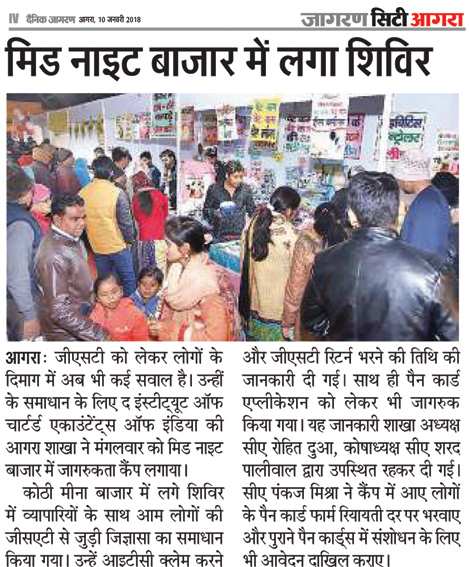 IV दैनिक जागरण आगरा, 10 जनवरी 2018
जागरण सिटी आगरा
मिड नाइट बाजार में लगा शिविर
आगरा: जीएसटी को लेकर लोगों के
दिमाग में अब भी कई सवाल है। उन्हीं
के समाधान के लिए द इंस्टीट्यूट ऑफ
चार्टर्ड एकाउंटेंट्स ऑफ इंडिया की
आगरा शाखा ने मंगलवार को मिड नाइट
बाजार में जागरुकता कैंप लगाया।
कोठी मीना बाजार में लगे शिविर
में व्यापारियों के साथ आम लोगों की
जीसएटी से जुड़ी जिज्ञासा का समाधान
किया गया। उन्हें आइटीसी क्लेम करने
और जीएसटी रिटर्न भरने की तिथि की
जानकारी दी गई। साथ ही पैन कार्ड
एप्लीकेशन को लेकर भी जागरुक
किया गया। यह जानकारी शाखा अध्यक्ष
सीए रोहित दुआ, कोषाध्यक्ष सीए शरद
पालीवाल द्वारा उपस्थित रहकर दी गई।
सीए पंकज मिश्रा ने कैंप में आए लोगों
के पैन कार्ड फार्म रियायती दर पर भरवाए
और पुराने पैन कार्ड्स में संशोधन के लिए
भी आवेदन दाखिल कराए।